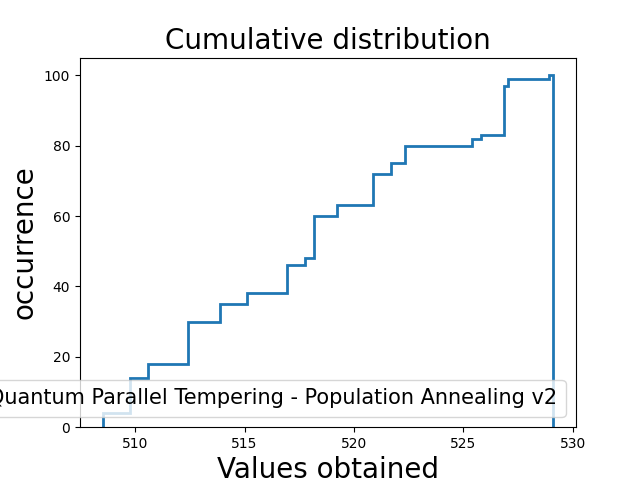 Cumulative distribution
occurrence
100
80
60
40
20
0
Quantum Parallel Tempering - Population Annealing v2
510 515 520 525 530
Values obtained